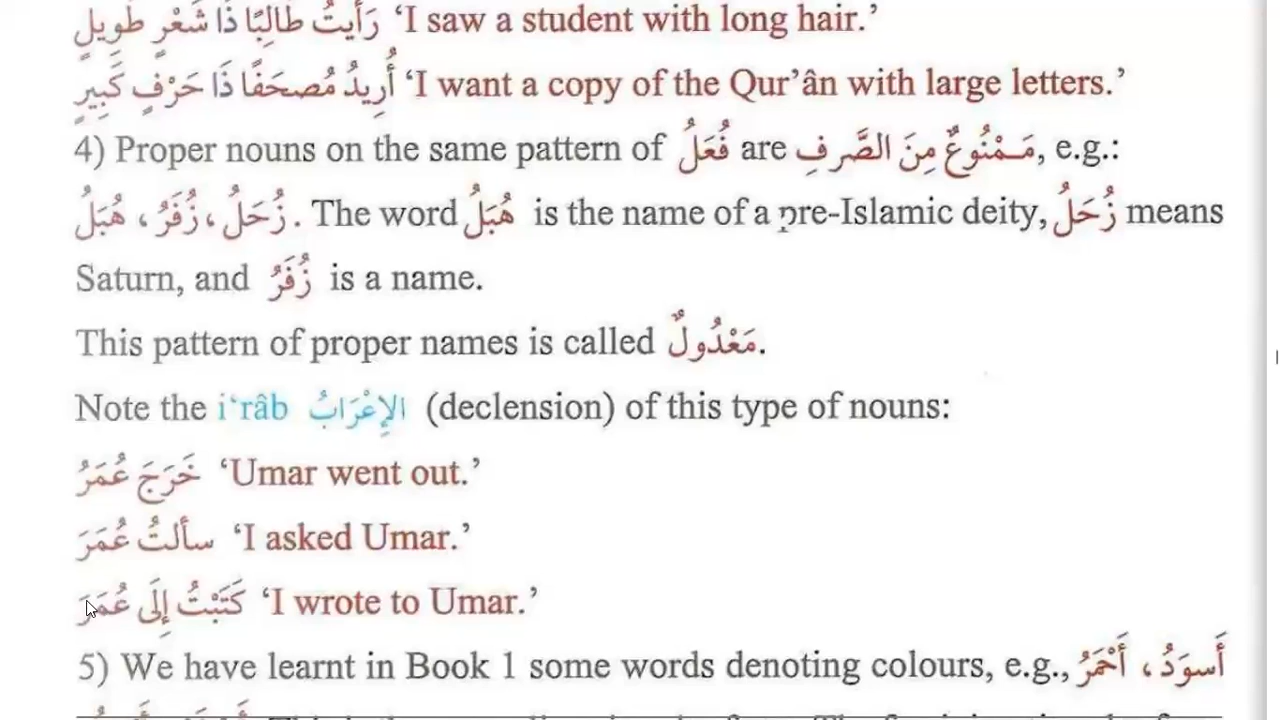 رَأَيْتُ طَالِبًا ذَا شَعْرٍ طَوِيلٍ ‘I saw a student with long hair.’
أُرِيدُ مُصحَفًا ذَا حَرْفٍ كَبِيرٍ ‘I want a copy of the Qur’ân with large letters.’
4) Proper nouns on the same pattern of فُعَلُ are مَمْنُوعٌ مِنَ الصَّرفِ, e.g.:
زُحَلُ، زُفَرُ، هُبَلُ. The word هُبَلُ is the name of a pre-Islamic deity, زُحَلُ means
Saturn, and زُفَرُ is a name.
This pattern of proper names is called مَعْدُولٌ.
Note the i‘râb الإِعْرَابُ (declension) of this type of nouns:
خَرَجَ عُمَرُ ‘Umar went out.’
سألتُ عُمَرَ ‘I asked Umar.’
كَتَبْتُ إِلَى عُمَرَ ‘I wrote to Umar.’
5) We have learnt in Book 1 some words denoting colours, e.g., أَسوَدُ، أَحْمَرُ